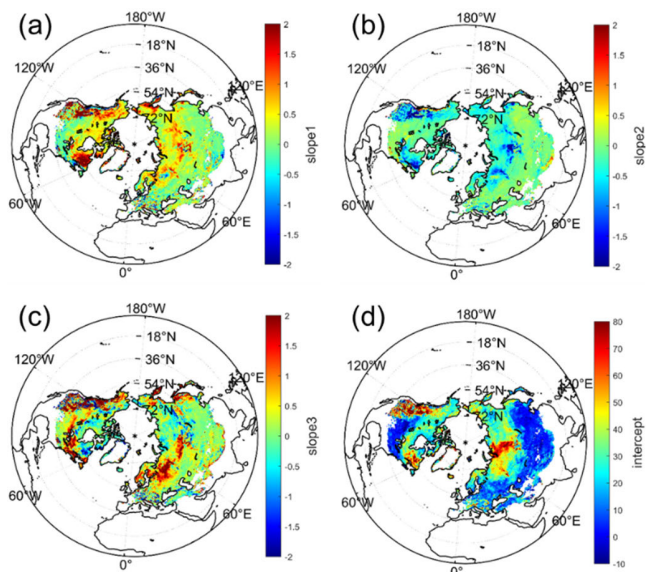 (a)
180°W
18°N
36°N
54°N
72°N
120°W
120°E
60°W
60°E
0°
2
1.5
1
0.5
0
-0.5
-1
-1.5
-2
slope1
(b)
180°W
18°N
36°N
54°N
72°N
120°W
120°E
60°W
60°E
0°
2
1.5
1
0.5
0
-0.5
-1
-1.5
-2
slope2
(c)
180°W
18°N
36°N
54°N
72°N
120°W
120°E
60°W
60°E
0°
2
1.5
1
0.5
0
-0.5
-1
-1.5
-2
slope3
(d)
180°W
18°N
36°N
54°N
72°N
120°W
120°E
60°W
60°E
0°
80
70
60
50
40
30
20
10
0
-10
intercept